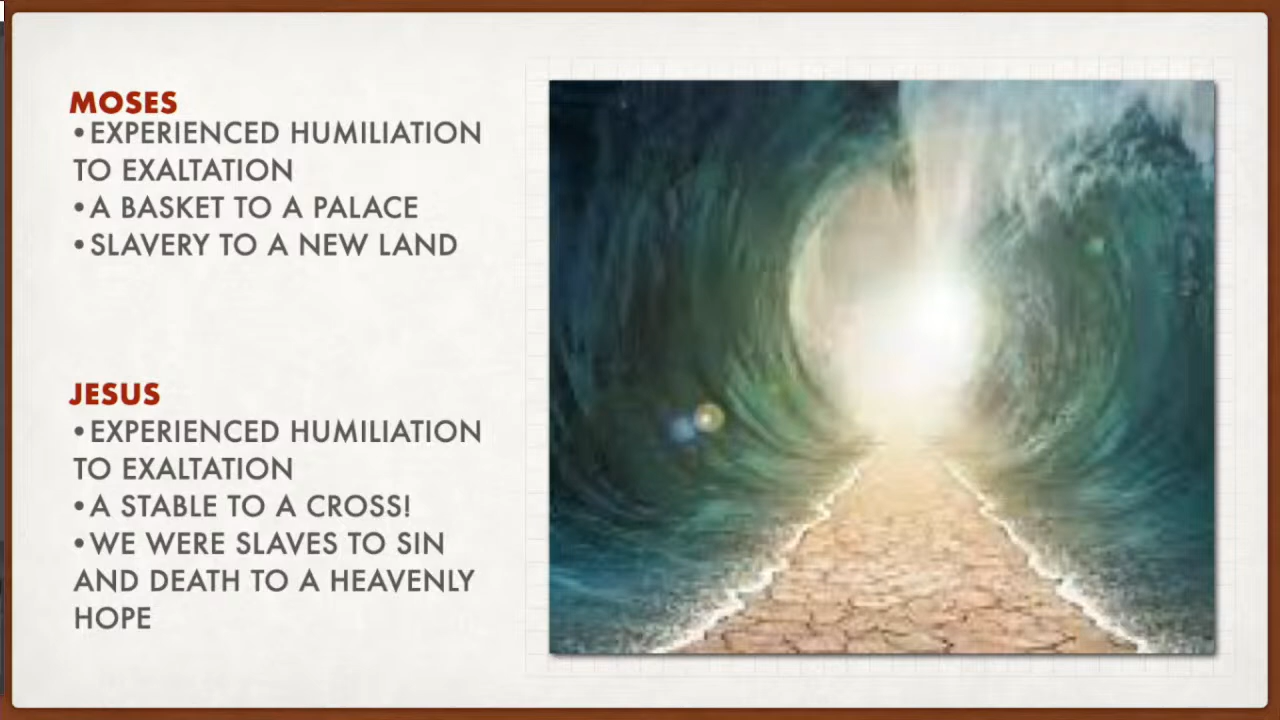 MOSES
•EXPERIENCED HUMILIATION
TO EXALTATION
•A BASKET TO A PALACE
•SLAVERY TO A NEW LAND
JESUS
•EXPERIENCED HUMILIATION
TO EXALTATION
•A STABLE TO A CROSS!
•WE WERE SLAVES TO SIN
AND DEATH TO A HEAVENLY
HOPE